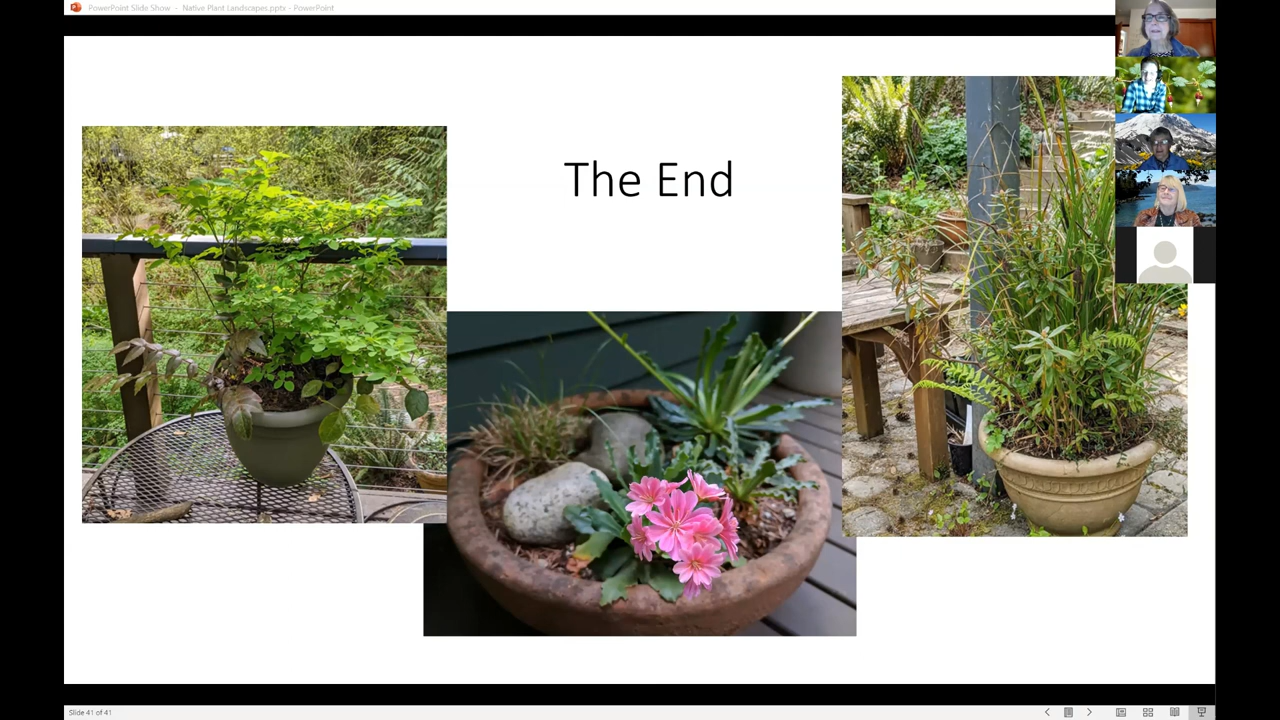 PowerPoint Slide Show - Native Plant Landscapes.pptx - PowerPoint
The End
Slide 41 of 41